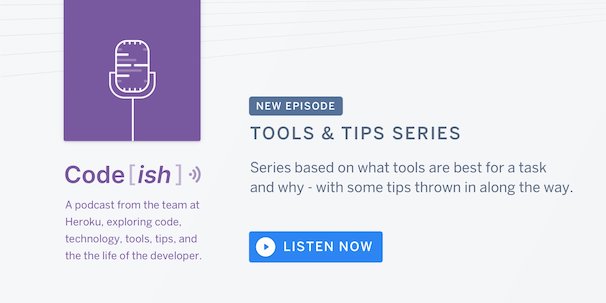 Code[ish]
A podcast from the team at
Heroku, exploring code,
technology, tools, tips, and
the the life of the developer.
NEW EPISODE
TOOLS & TIPS SERIES
Series based on what tools are best for a task
and why - with some tips thrown in along the way.
LISTEN NOW